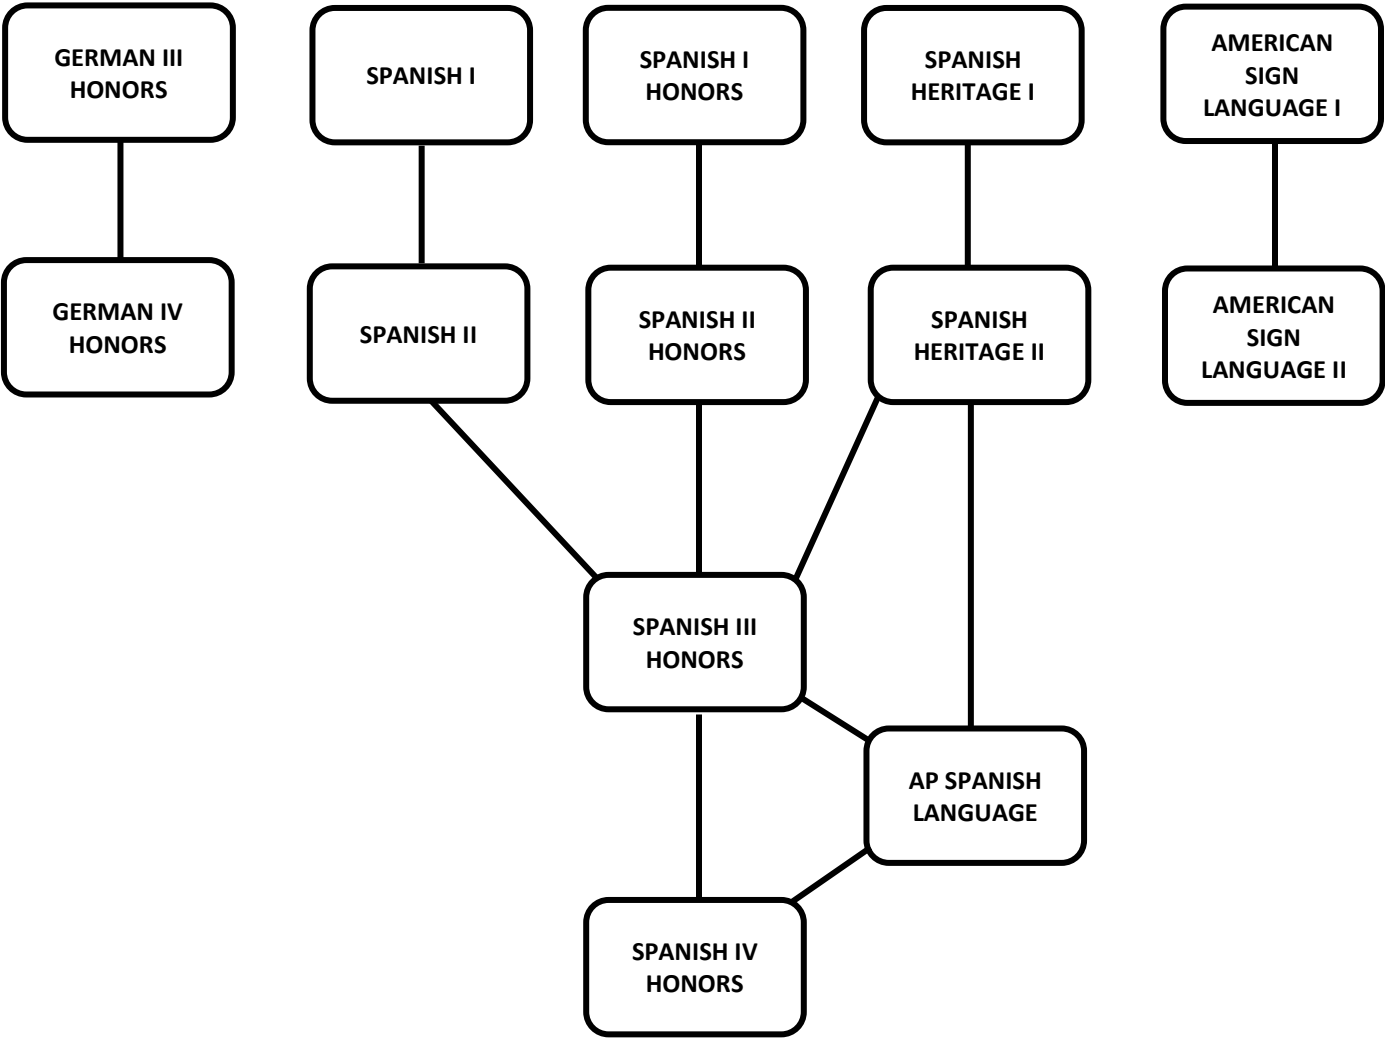 GERMAN III
HONORS
SPANISH I
SPANISH I
HONORS
SPANISH
HERITAGE I
AMERICAN
SIGN
LANGUAGE I
GERMAN IV
HONORS
SPANISH II
SPANISH II
HONORS
SPANISH
HERITAGE II
AMERICAN
SIGN
LANGUAGE II
SPANISH III
HONORS
AP SPANISH
LANGUAGE
SPANISH IV
HONORS